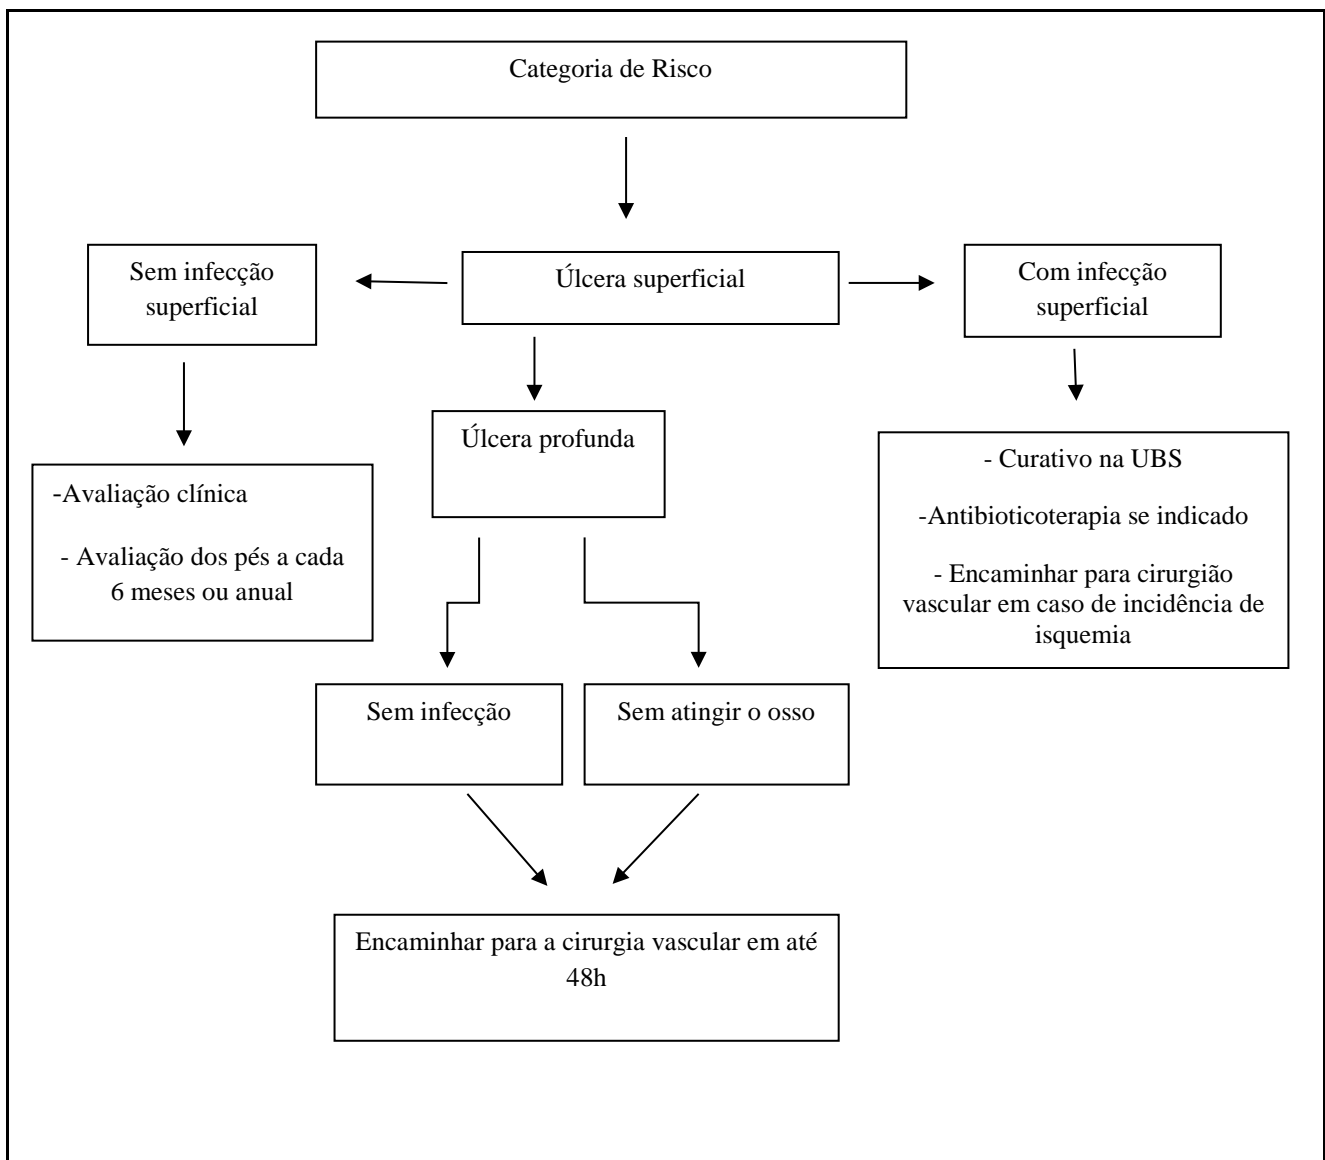 Categoria de Risco
Sem infecção
superficial
Úlcera superficial
Com infecção
superficial
-Avaliação clínica
- Avaliação dos pés a cada
6 meses ou anual
Úlcera profunda
- Curativo na UBS
-Antibioticoterapia se indicado
- Encaminhar para cirurgião
vascular em caso de incidência de
isquemia
Sem infecção
Sem atingir o osso
Encaminhar para a cirurgia vascular em até
48h